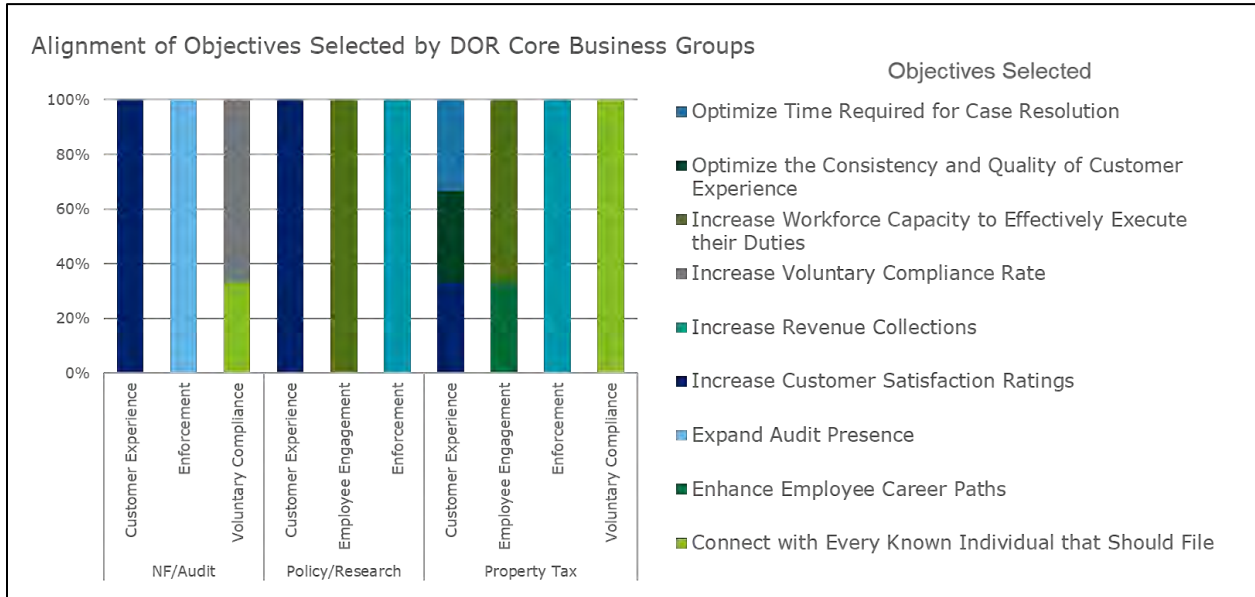 Alignment of Objectives Selected by DOR Core Business Groups
Objectives Selected
100%
80%
60%
40%
20%
0%
Optimize Time Required for Case Resolution
Optimize the Consistency and Quality of Customer
Experience
Increase Workforce Capacity to Effectively Execute
their Duties
Increase Voluntary Compliance Rate
Increase Revenue Collections
Increase Customer Satisfaction Ratings
Expand Audit Presence
Enhance Employee Career Paths
Connect with Every Known Individual that Should File
Customer Experience
Enforcement
Voluntary Compliance
Customer Experience
Employee Engagement
Enforcement
Customer Experience
Employee Engagement
Enforcement
Voluntary Compliance
NF/Audit
Policy/Research
Property Tax